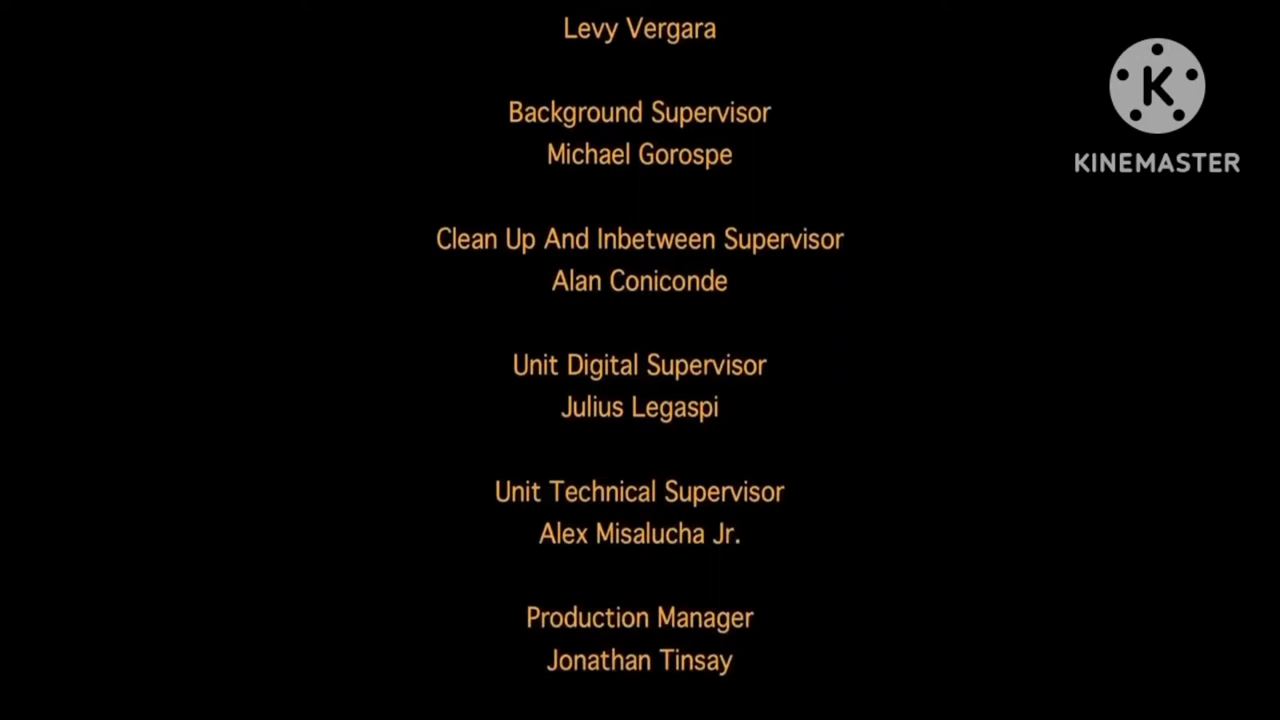 Levy Vergara
Background Supervisor
Michael Gorospe
Clean Up And Inbetween Supervisor
Alan Coniconde
Unit Digital Supervisor
Julius Legaspi
Unit Technical Supervisor
Alex Misalucha Jr.
Production Manager
Jonathan Tinsay
K
KINEMASTER